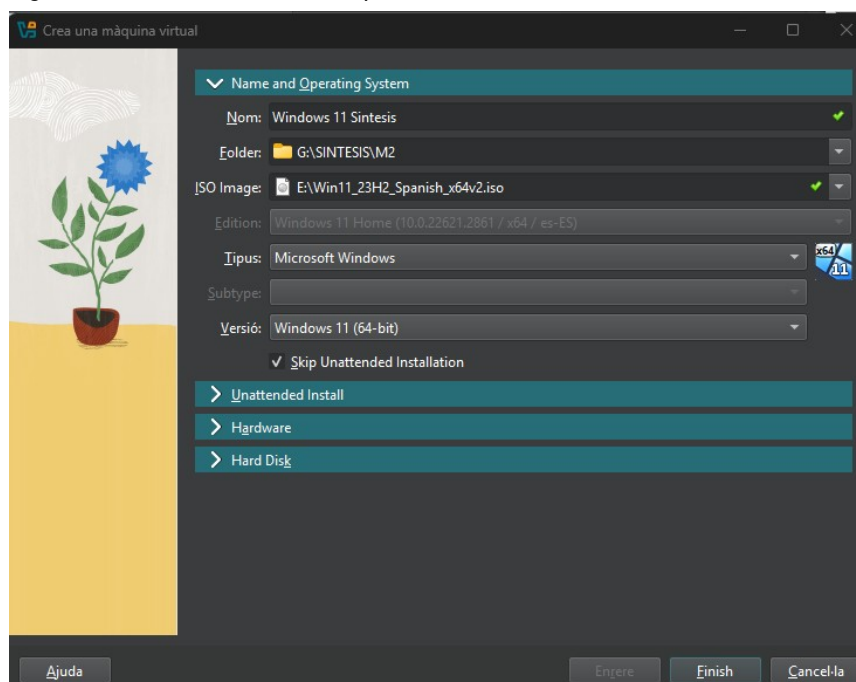 Crea una màquina virtual
Name and Operating System
Nom: Windows 11 Sintesis
Folder: G:\SINTESIS\M2
ISO Image: E:\Win11_23H2_Spanish_x64v2.iso
Edition: Windows 11 Home (10.0.22621.2861 / x64 / es-ES)
Tipus: Microsoft Windows
x64
11
Subtype:
Versió: Windows 11 (64-bit)
Skip Unattended Installation
Unattended Install
Hardware
Hard Disk
Ajuda Enrere Finish Cancel·la